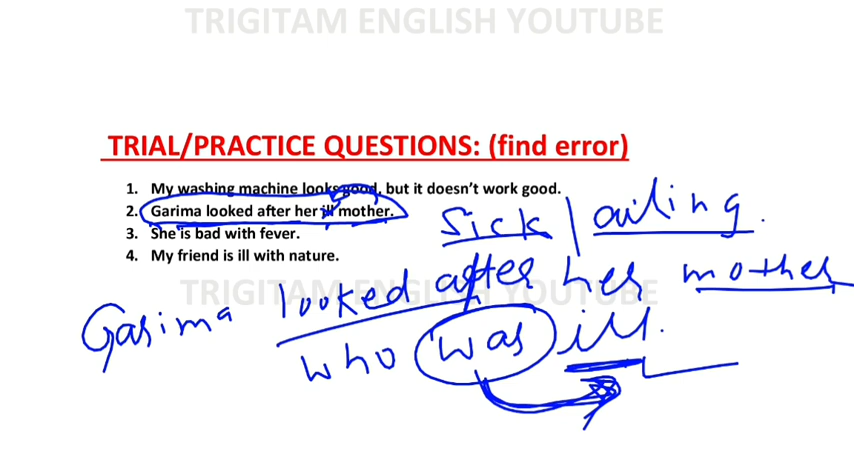 TRIGITAM ENGLISH YOUTUBE
TRIAL/PRACTICE QUESTIONS: (find error)
1. My washing machine looks good, but it doesn't work good.
2. Garima looked after her ill mother.
sick | ailing.
3. She is bad with fever.
4. My friend is ill with nature.
TRIGITAM ENGLISH YOUTUBE
Garima looked after her mother
who was ill.